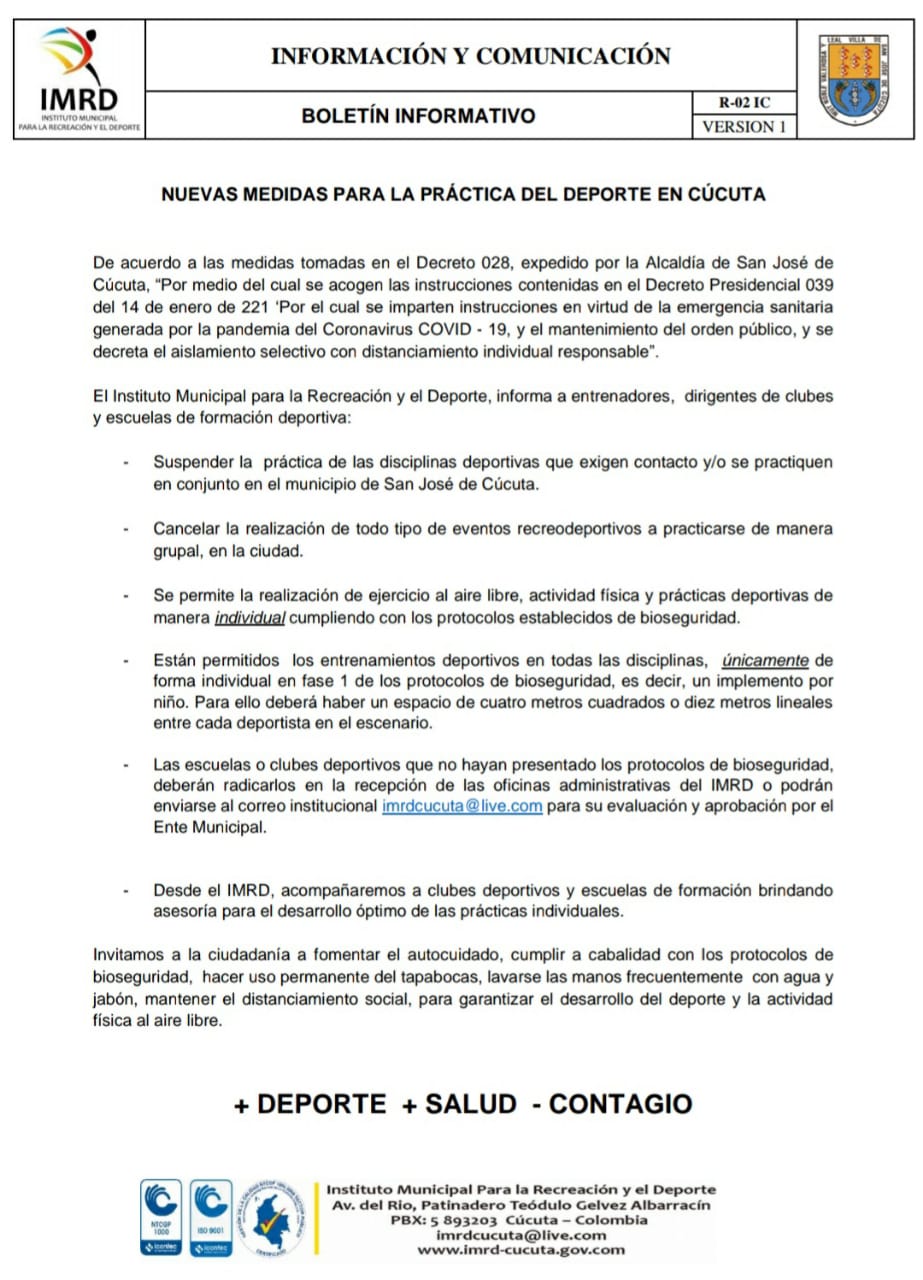 IMRD
INSTITUTO MUNICIPAL
PARA LA RECREACIÓN Y EL DEPORTE
INFORMACIÓN Y COMUNICACIÓN
BOLETÍN INFORMATIVO
R-02 IC
VERSION 1
MUY NOBLE VALEROSA Y LEAL VILLA DE SAN JOSE DE CUCUTA
NUEVAS MEDIDAS PARA LA PRÁCTICA DEL DEPORTE EN CÚCUTA
De acuerdo a las medidas tomadas en el Decreto 028, expedido por la Alcaldía de San José de
Cúcuta, “Por medio del cual se acogen las instrucciones contenidas en el Decreto Presidencial 039
del 14 de enero de 221 ‘Por el cual se imparten instrucciones en virtud de la emergencia sanitaria
generada por la pandemia del Coronavirus COVID - 19, y el mantenimiento del orden público, y se
decreta el aislamiento selectivo con distanciamiento individual responsable”.
El Instituto Municipal para la Recreación y el Deporte, informa a entrenadores, dirigentes de clubes
y escuelas de formación deportiva:
- Suspender la práctica de las disciplinas deportivas que exigen contacto y/o se practiquen
en conjunto en el municipio de San José de Cúcuta.
- Cancelar la realización de todo tipo de eventos recreodeportivos a practicarse de manera
grupal, en la ciudad.
- Se permite la realización de ejercicio al aire libre, actividad física y prácticas deportivas de
manera individual cumpliendo con los protocolos establecidos de bioseguridad.
- Están permitidos los entrenamientos deportivos en todas las disciplinas, únicamente de
forma individual en fase 1 de los protocolos de bioseguridad, es decir, un implemento por
niño. Para ello deberá haber un espacio de cuatro metros cuadrados o diez metros lineales
entre cada deportista en el escenario.
- Las escuelas o clubes deportivos que no hayan presentado los protocolos de bioseguridad,
deberán radicarlos en la recepción de las oficinas administrativas del IMRD o podrán
enviarse al correo institucional imrdcucuta@live.com para su evaluación y aprobación por el
Ente Municipal.
- Desde el IMRD, acompañaremos a clubes deportivos y escuelas de formación brindando
asesoría para el desarrollo óptimo de las prácticas individuales.
Invitamos a la ciudadanía a fomentar el autocuidado, cumplir a cabalidad con los protocolos de
bioseguridad, hacer uso permanente del tapabocas, lavarse las manos frecuentemente con agua y
jabón, mantener el distanciamiento social, para garantizar el desarrollo del deporte y la actividad
física al aire libre.
+ DEPORTE + SALUD - CONTAGIO
NTCGP
1000
icontec
ISO 9001
icontec
CERTIFICADO
Instituto Municipal Para la Recreación y el Deporte
Av. del Rio, Patinadero Teódulo Gelvez Albarracín
PBX: 5 893203 Cúcuta – Colombia
imrdcucuta@live.com
www.imrd-cucuta.gov.com